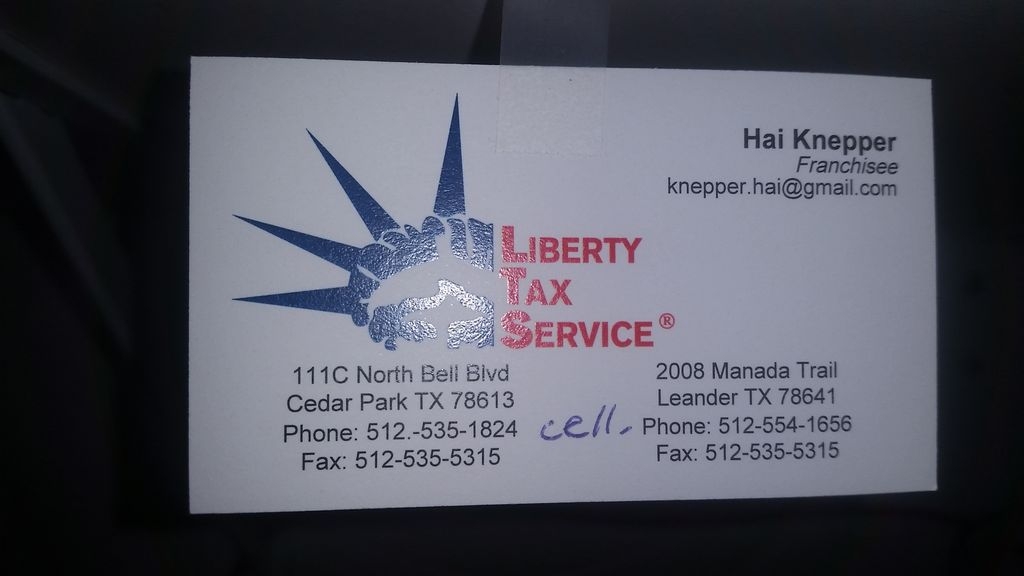 Hai Knepper
Franchisee
knepper.hai@gmail.com
LIBERTY
TAX
SERVICE®
111C North Bell Blvd
Cedar Park TX 78613
Phone: 512.-535-1824
Fax: 512-535-5315
2008 Manada Trail
Leander TX 78641
cell. Phone: 512-554-1656
Fax: 512-535-5315